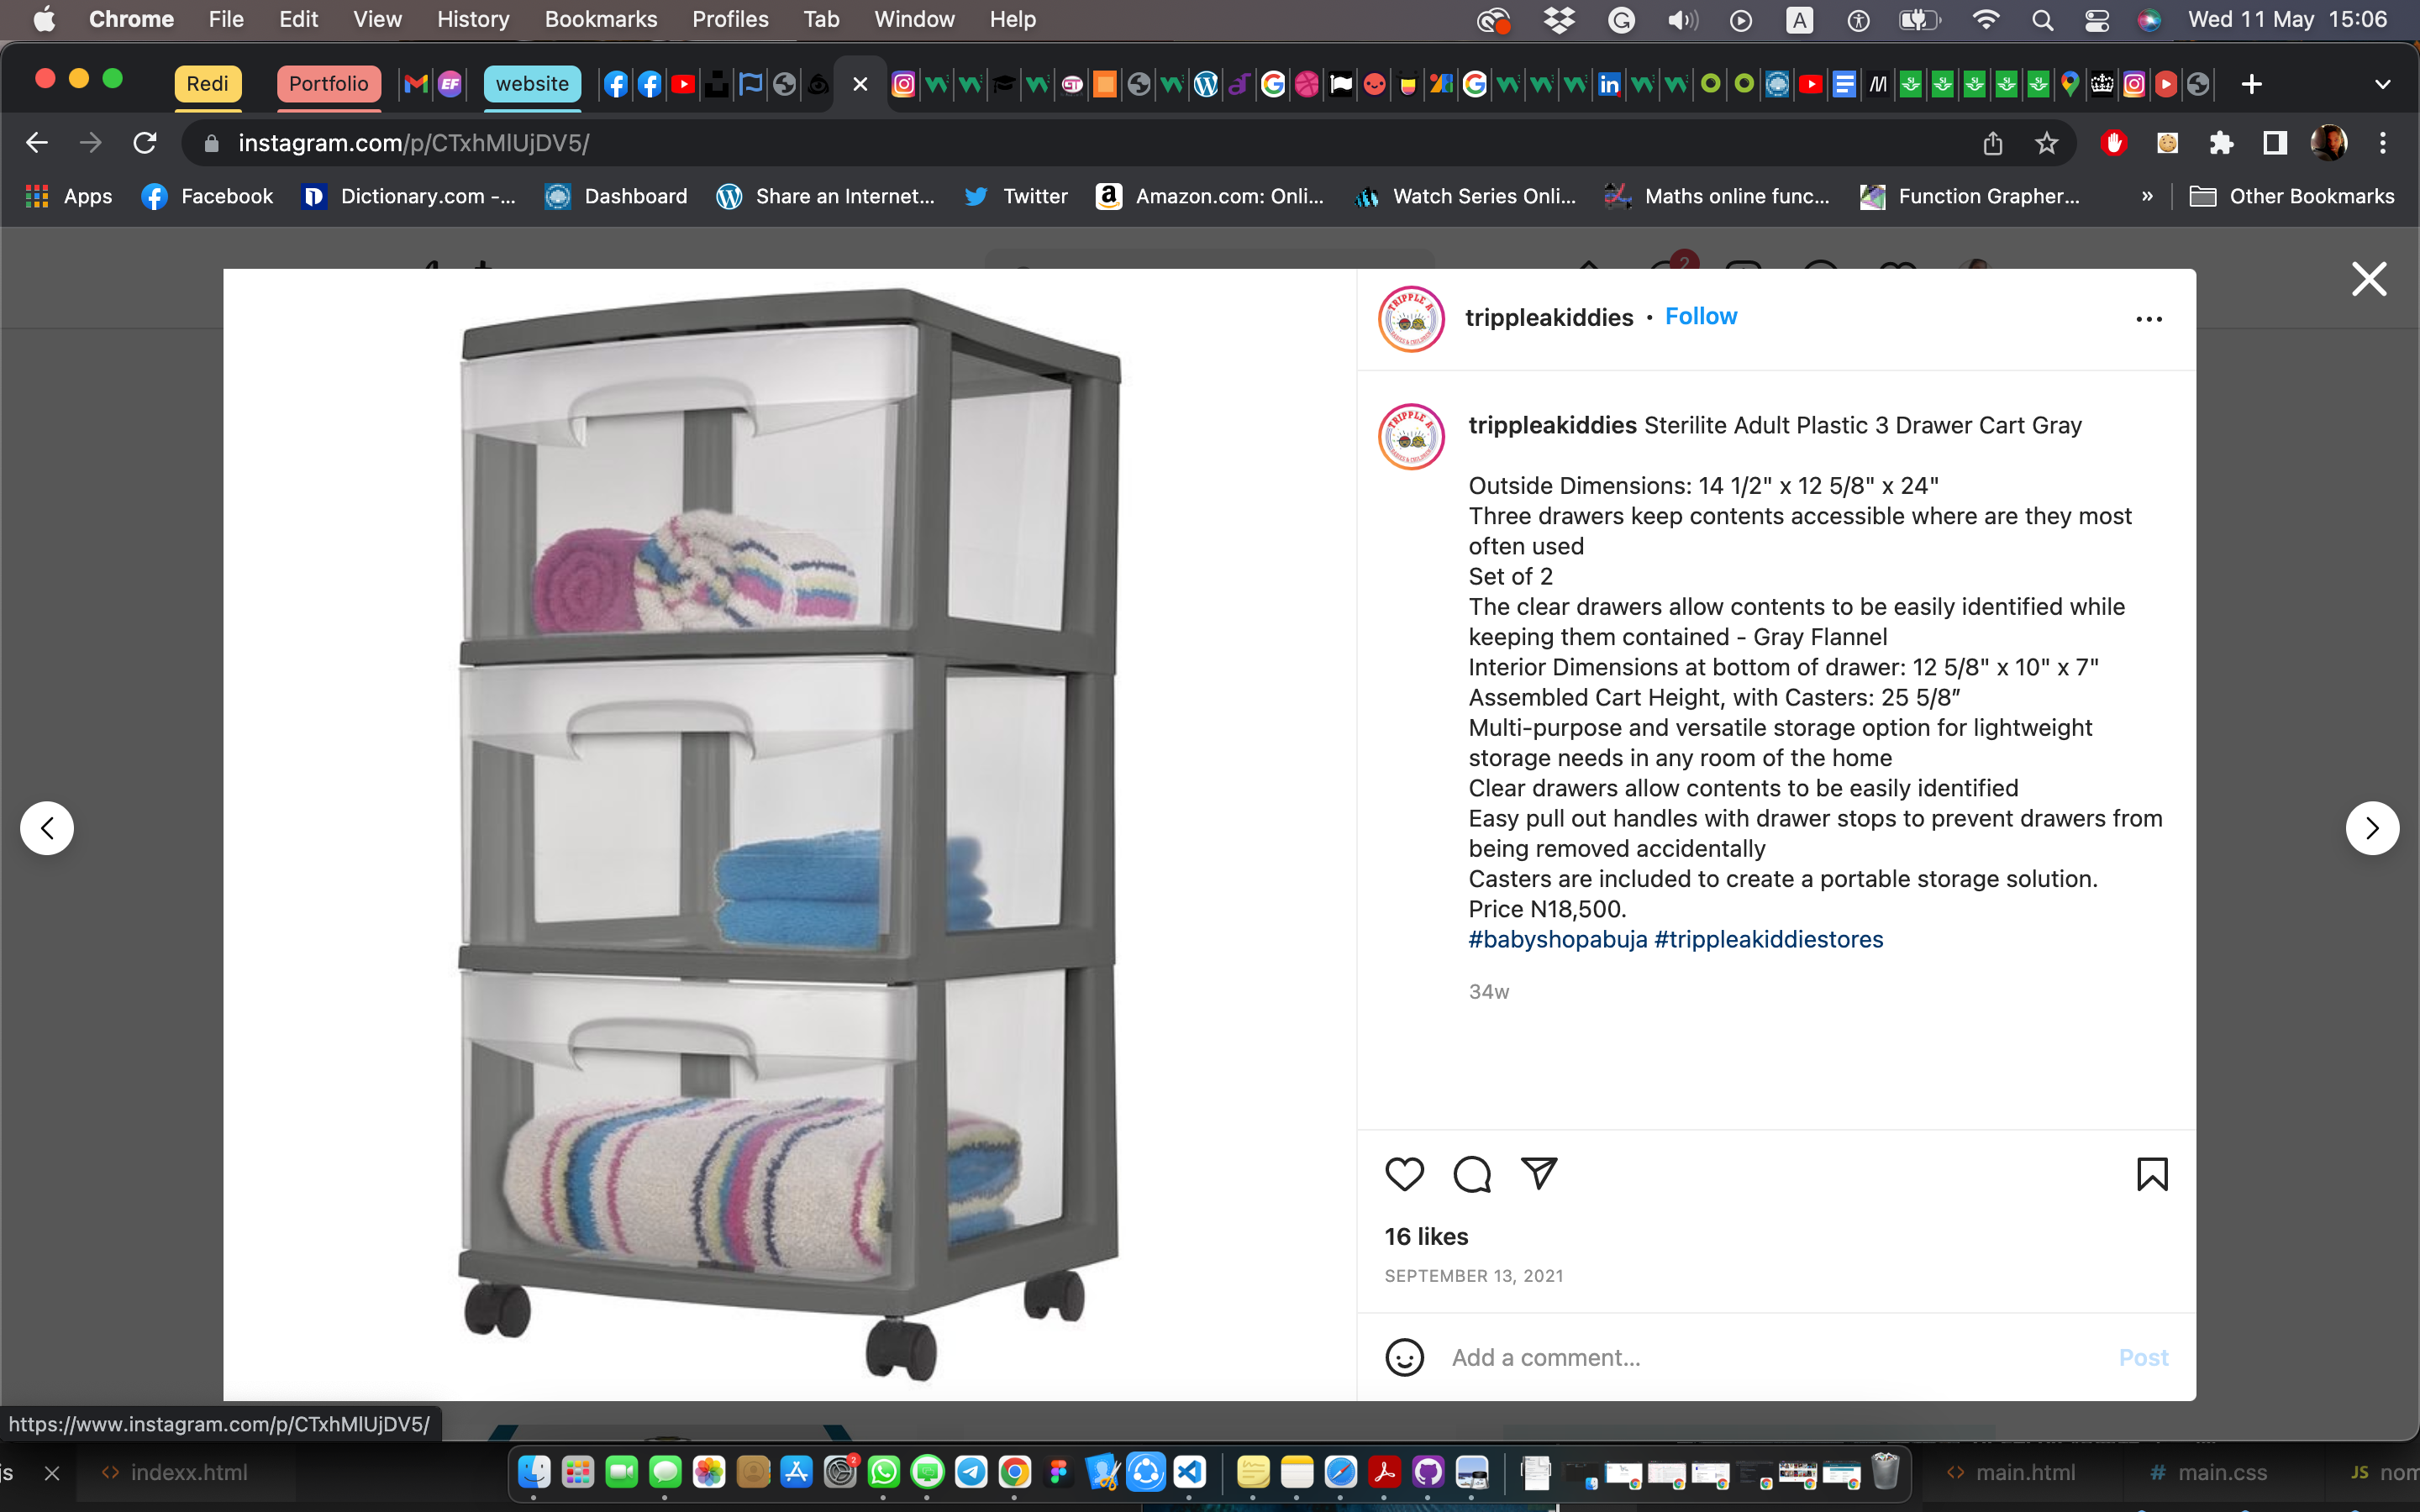 Chrome File Edit View History Bookmarks Profiles Tab Window Help
Wed 11 May 15:06
Redi Portfolio website
instagram.com/p/CTxhMlUjDV5/
Apps Facebook Dictionary.com -... Dashboard Share an Internet... Twitter Amazon.com: Onli... Watch Series Onli... Maths online func... Function Grapher... » Other Bookmarks
2
trippleakiddies • Follow
trippleakiddies Sterilite Adult Plastic 3 Drawer Cart Gray
Outside Dimensions: 14 1/2" x 12 5/8" x 24"
Three drawers keep contents accessible where are they most
often used
Set of 2
The clear drawers allow contents to be easily identified while
keeping them contained - Gray Flannel
Interior Dimensions at bottom of drawer: 12 5/8" x 10" x 7"
Assembled Cart Height, with Casters: 25 5/8”
Multi-purpose and versatile storage option for lightweight
storage needs in any room of the home
Clear drawers allow contents to be easily identified
Easy pull out handles with drawer stops to prevent drawers from
being removed accidentally
Casters are included to create a portable storage solution.
Price N18,500.
#babyshopabuja #trippleakiddiestores
34w
16 likes
SEPTEMBER 13, 2021
Add a comment... Post
https://www.instagram.com/p/CTxhMlUjDV5/
js indexx.html main.html # main.css JS nom